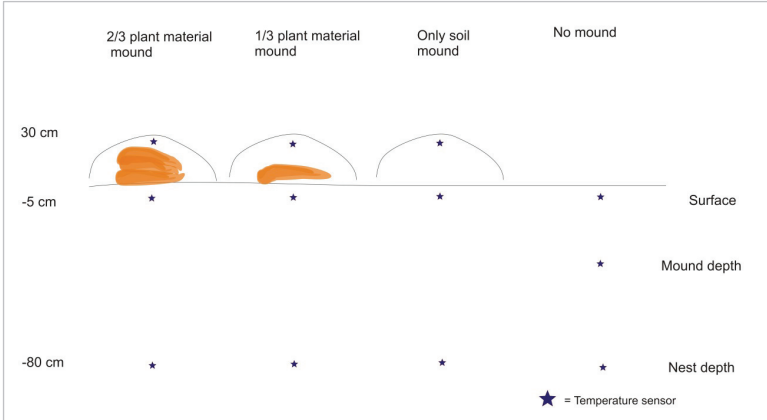 2/3 plant material
mound
1/3 plant material
mound
Only soil
mound
No mound
30 cm
-5 cm
Surface
Mound depth
-80 cm
Nest depth
= Temperature sensor